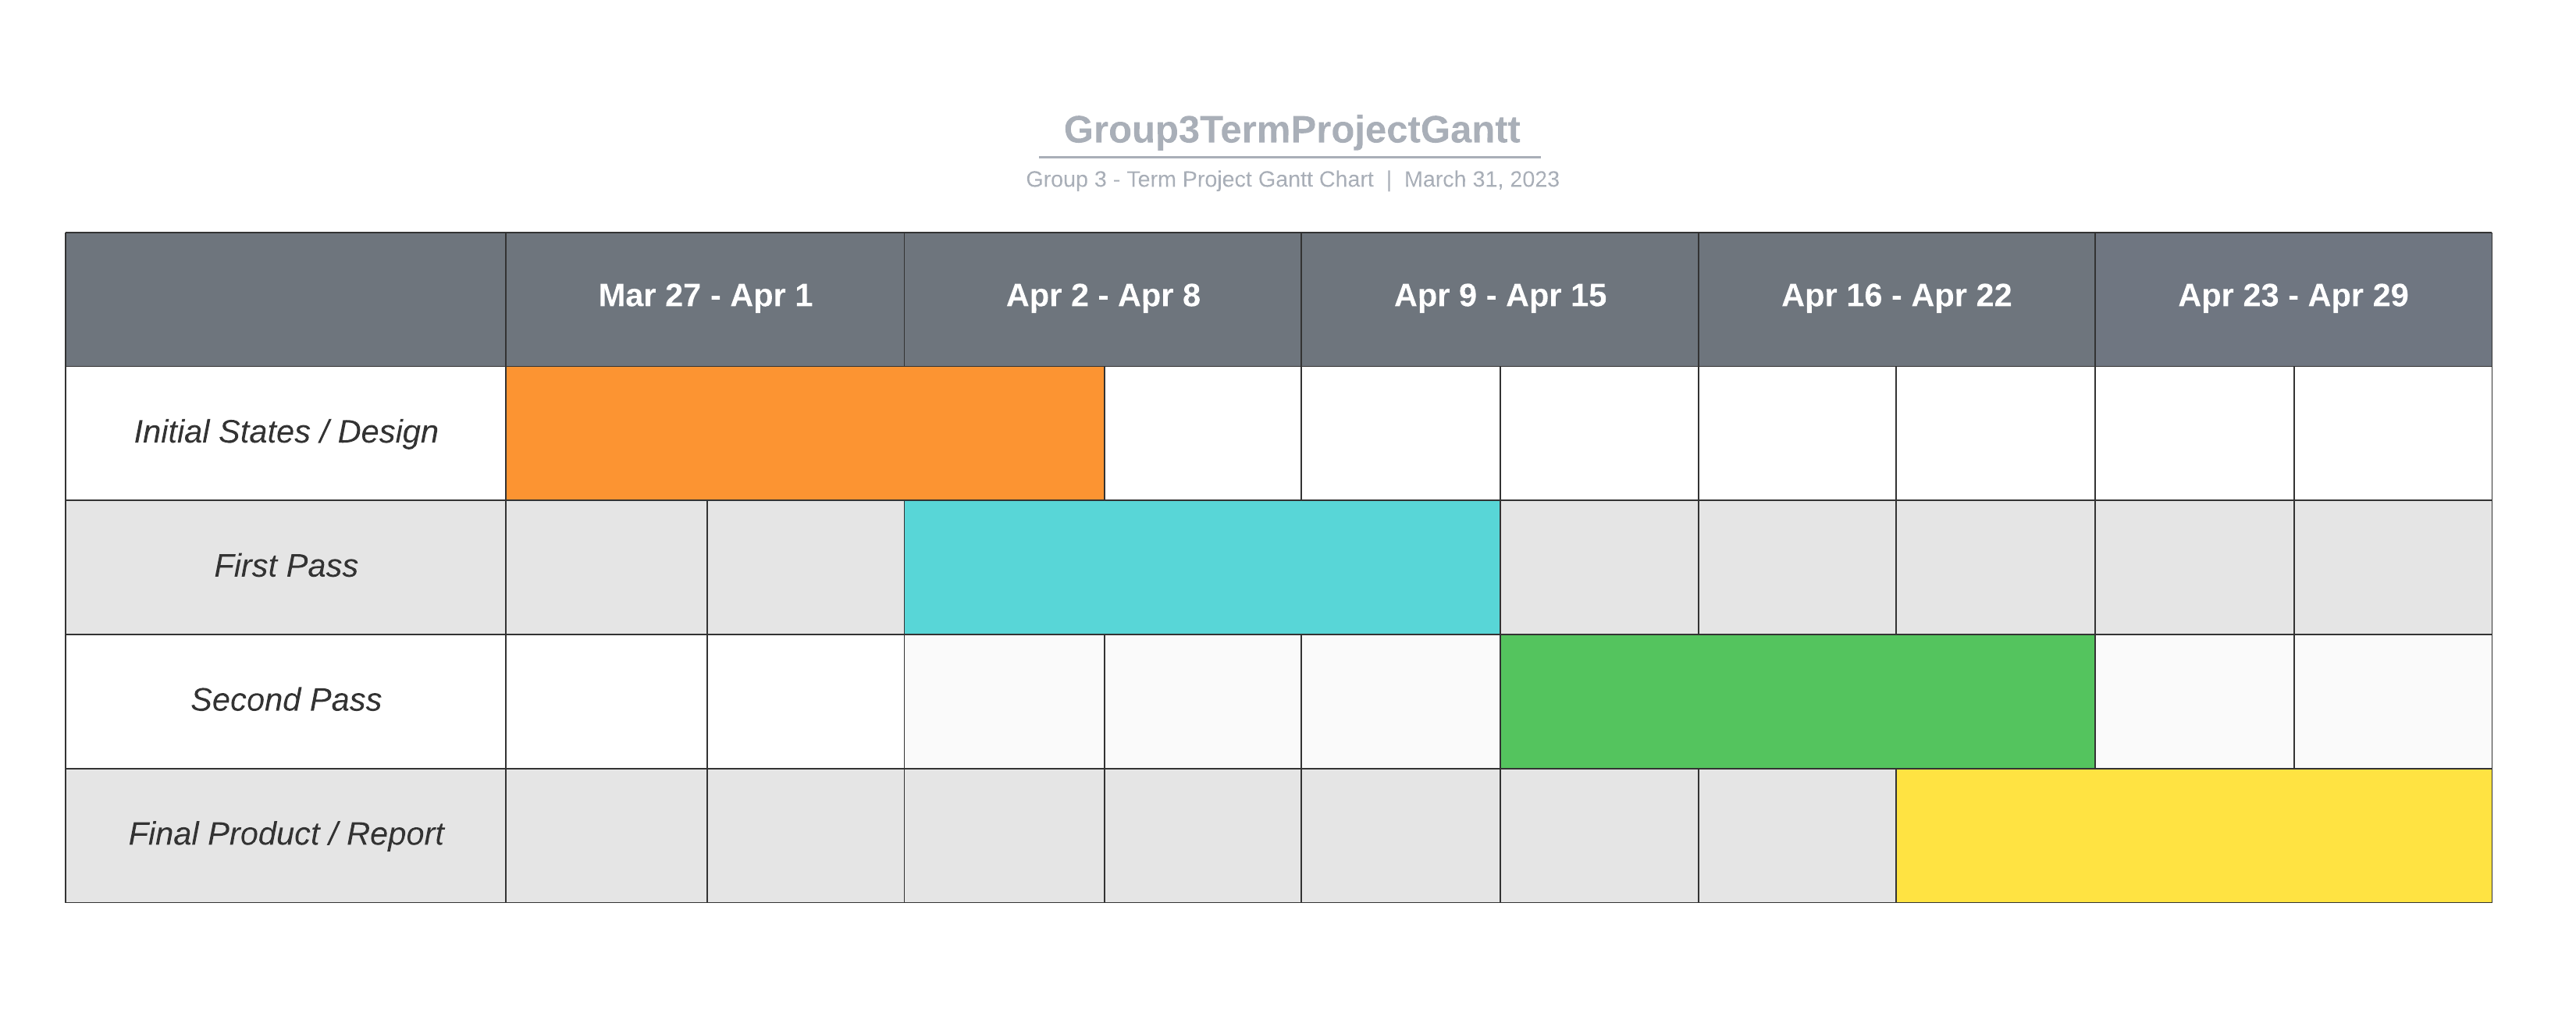 Group3TermProjectGantt
Group 3 - Term Project Gantt Chart | March 31, 2023
Mar 27 - Apr 1
Apr 2 - Apr 8
Apr 9 - Apr 15
Apr 16 - Apr 22
Apr 23 - Apr 29
Initial States / Design
First Pass
Second Pass
Final Product / Report